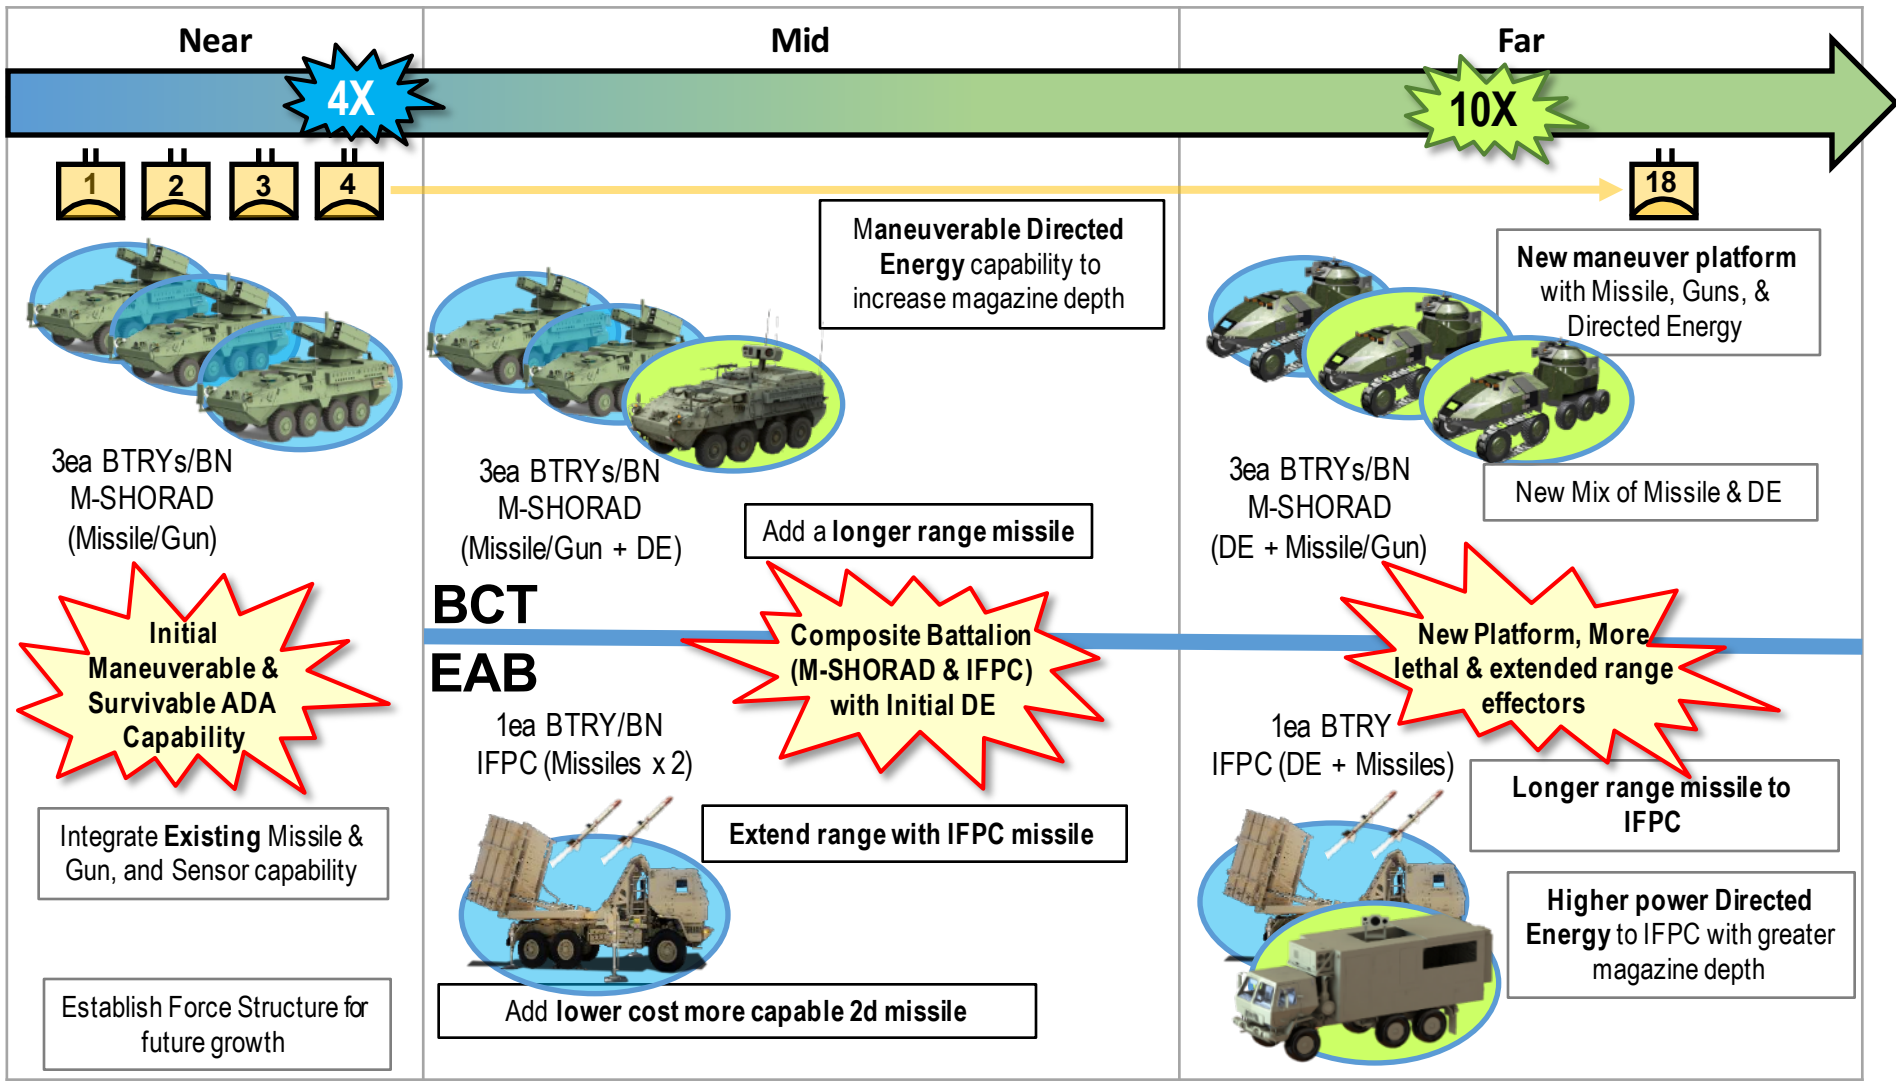 Near
Mid
Far
4X
10X
1
2
3
4
18
3ea BTRYs/BN
M-SHORAD
(Missile/Gun)
Initial
Maneuverable &
Survivable ADA
Capability
Integrate Existing Missile &
Gun, and Sensor capability
Establish Force Structure for
future growth
Maneuverable Directed
Energy capability to
increase magazine depth
3ea BTRYs/BN
M-SHORAD
(Missile/Gun + DE)
Add a longer range missile
BCT
EAB
Composite Battalion
(M-SHORAD & IFPC)
with Initial DE
1ea BTRY/BN
IFPC (Missiles x 2)
Extend range with IFPC missile
Add lower cost more capable 2d missile
New maneuver platform
with Missile, Guns, &
Directed Energy
3ea BTRYs/BN
M-SHORAD
(DE + Missile/Gun)
New Mix of Missile & DE
New Platform, More
lethal & extended range
effectors
1ea BTRY
IFPC (DE + Missiles)
Longer range missile to
IFPC
Higher power Directed
Energy to IFPC with greater
magazine depth